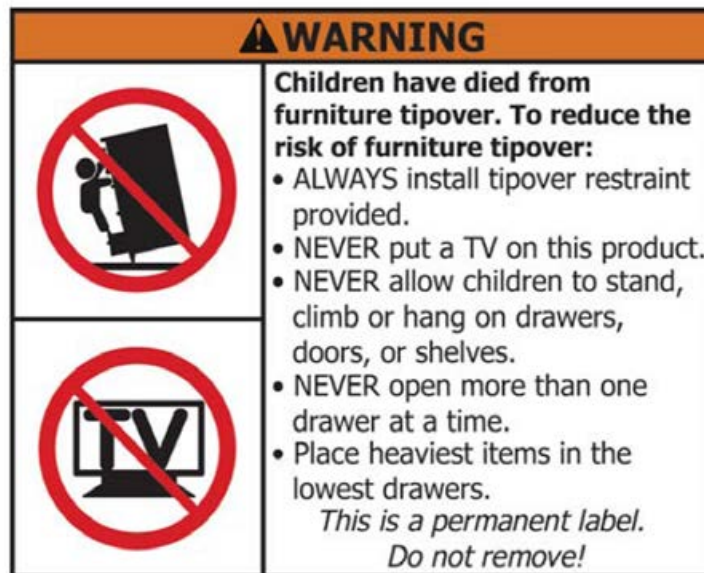 WARNING
Children have died from
furniture tipover. To reduce the
risk of furniture tipover:
• ALWAYS install tipover restraint
provided.
• NEVER put a TV on this product.
• NEVER allow children to stand,
climb or hang on drawers,
doors, or shelves.
• NEVER open more than one
drawer at a time.
• Place heaviest items in the
lowest drawers.
This is a permanent label.
Do not remove!
TV